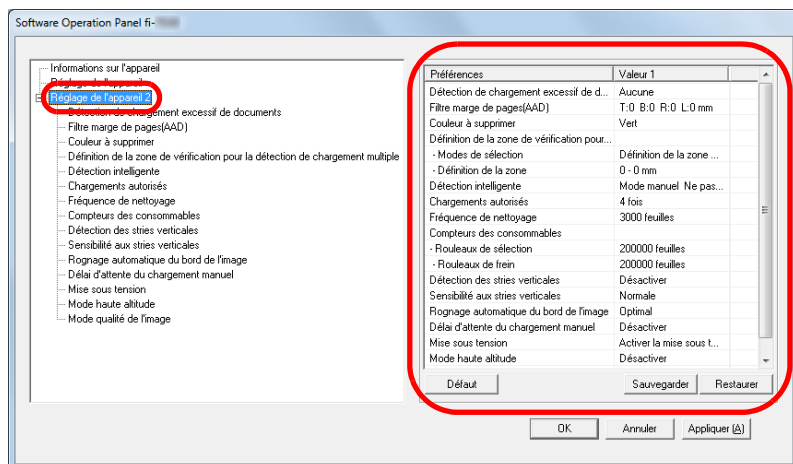 Software Operation Panel fi-
Informations sur l'appareil
Réglage de l'appareil
Réglage de l'appareil 2
Détection de chargement excessif de documents
Filtre marge de pages(AAD)
Couleur à supprimer
Définition de la zone de vérification pour la détection de chargement multiple
Détection intelligente
Chargements autorisés
Fréquence de nettoyage
Compteurs des consommables
Détection des stries verticales
Sensibilité aux stries verticales
Rognage automatique du bord de l'image
Délai d'attente du chargement manuel
Mise sous tension
Mode haute altitude
Mode qualité de l'image
Préférences Valeur 1
Détection de chargement excessif de d... Aucune
Filtre marge de pages(AAD) T:0 B:0 R:0 L:0 mm
Couleur à supprimer Vert
Définition de la zone de vérification pour...
· Modes de sélection Définition de la zone ...
· Définition de la zone 0 - 0 mm
Détection intelligente Mode manuel Ne pas...
Chargements autorisés 4 fois
Fréquence de nettoyage 3000 feuilles
Compteurs des consommables
· Rouleaux de sélection 200000 feuilles
· Rouleaux de frein 200000 feuilles
Détection des stries verticales Désactiver
Sensibilité aux stries verticales Normale
Rognage automatique du bord de l'image Optimal
Délai d'attente du chargement manuel Désactiver
Mise sous tension Activer la mise sous t...
Mode haute altitude Désactiver
Défaut Sauvegarder Restaurer
OK Annuler Appliquer (A)